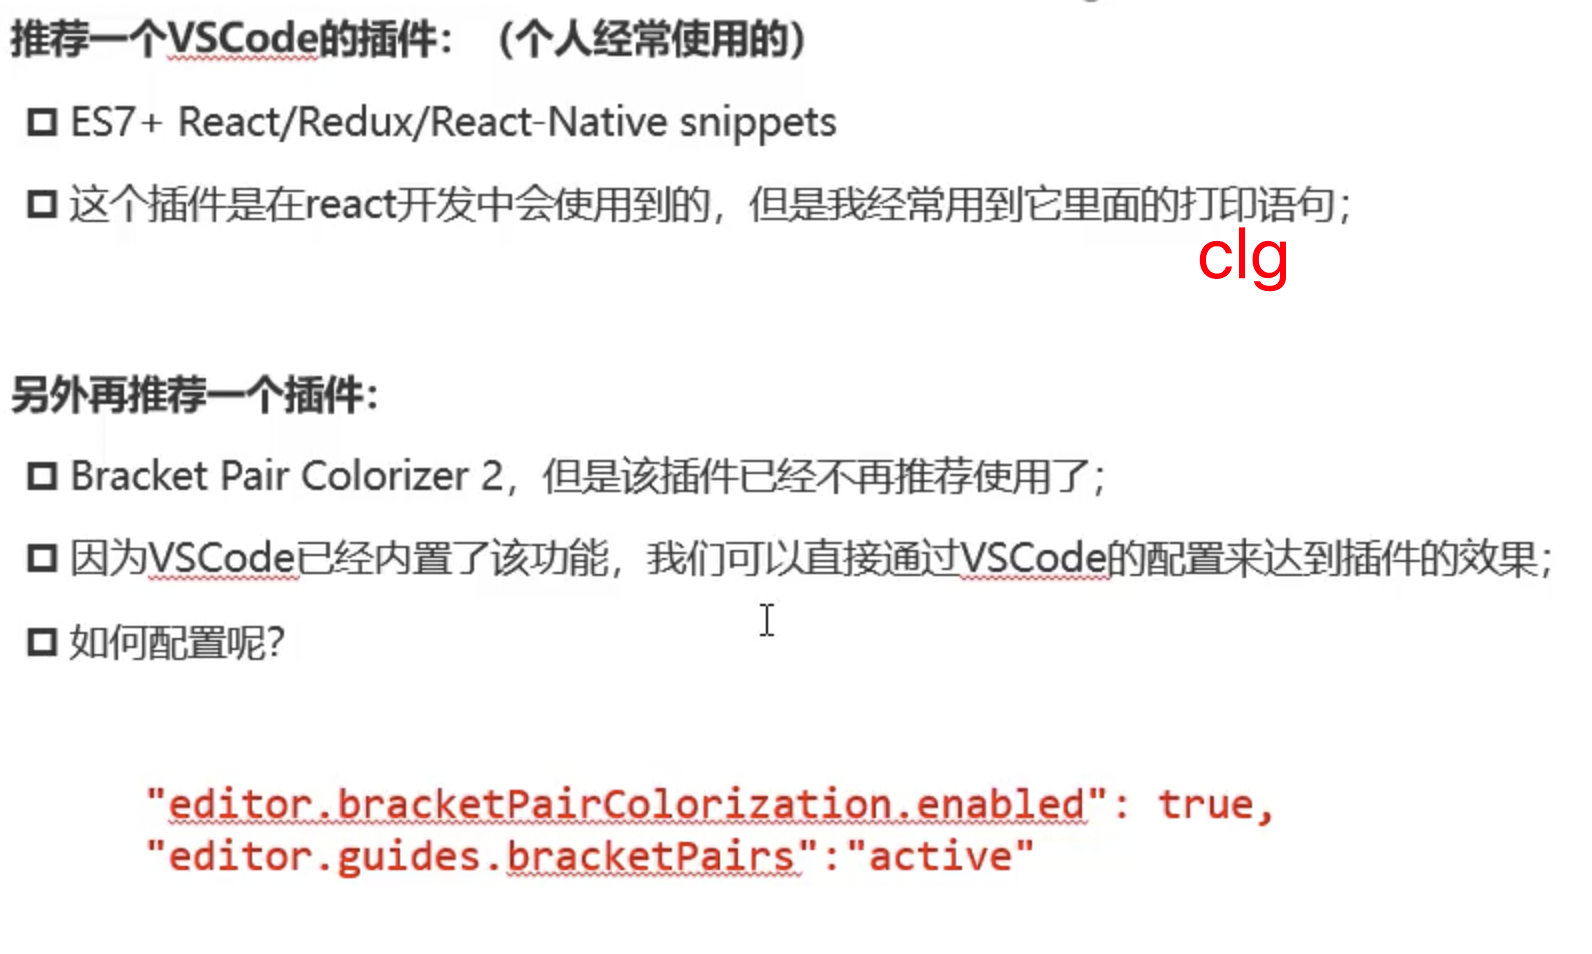 推荐一个VSCode的插件：（个人经常使用的）
ES7+ React/Redux/React-Native snippets
这个插件是在react开发中会使用到的，但是我经常用到它里面的打印语句；
clg
另外再推荐一个插件：
Bracket Pair Colorizer 2，但是该插件已经不再推荐使用了；
因为VSCode已经内置了该功能，我们可以直接通过VSCode的配置来达到插件的效果；
如何配置呢？
"editor.bracketPairColorization.enabled": true,
"editor.guides.bracketPairs":"active"